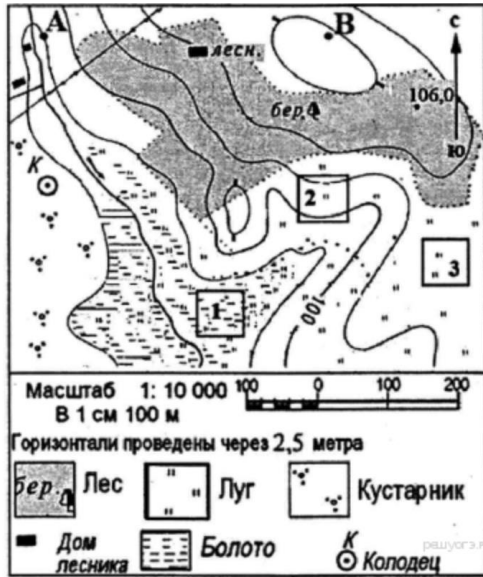 А В с
лесн.
бер.
106,0
ю
К
2
3
1
100
Масштаб 1: 10 000 100 0 100 200
В 1 см 100 м
Горизонтали проведены через 2,5 метра
бер. Лес Луг Кустарник
Дом лесника Болото К Колодец
решуогэ.р